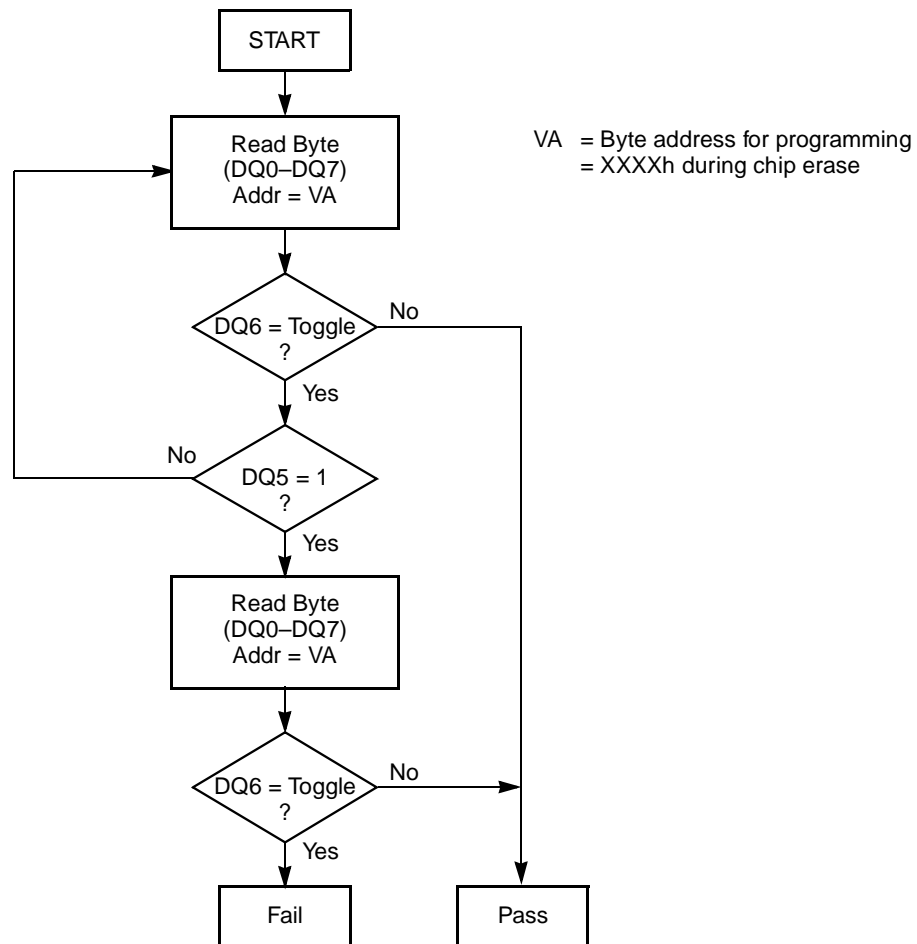 START
Read Byte
(DQ0–DQ7)
Addr = VA
VA = Byte address for programming
= XXXXh during chip erase
DQ6 = Toggle
?
No
Yes
No
DQ5 = 1
?
Yes
Read Byte
(DQ0–DQ7)
Addr = VA
DQ6 = Toggle
?
No
Yes
Fail
Pass